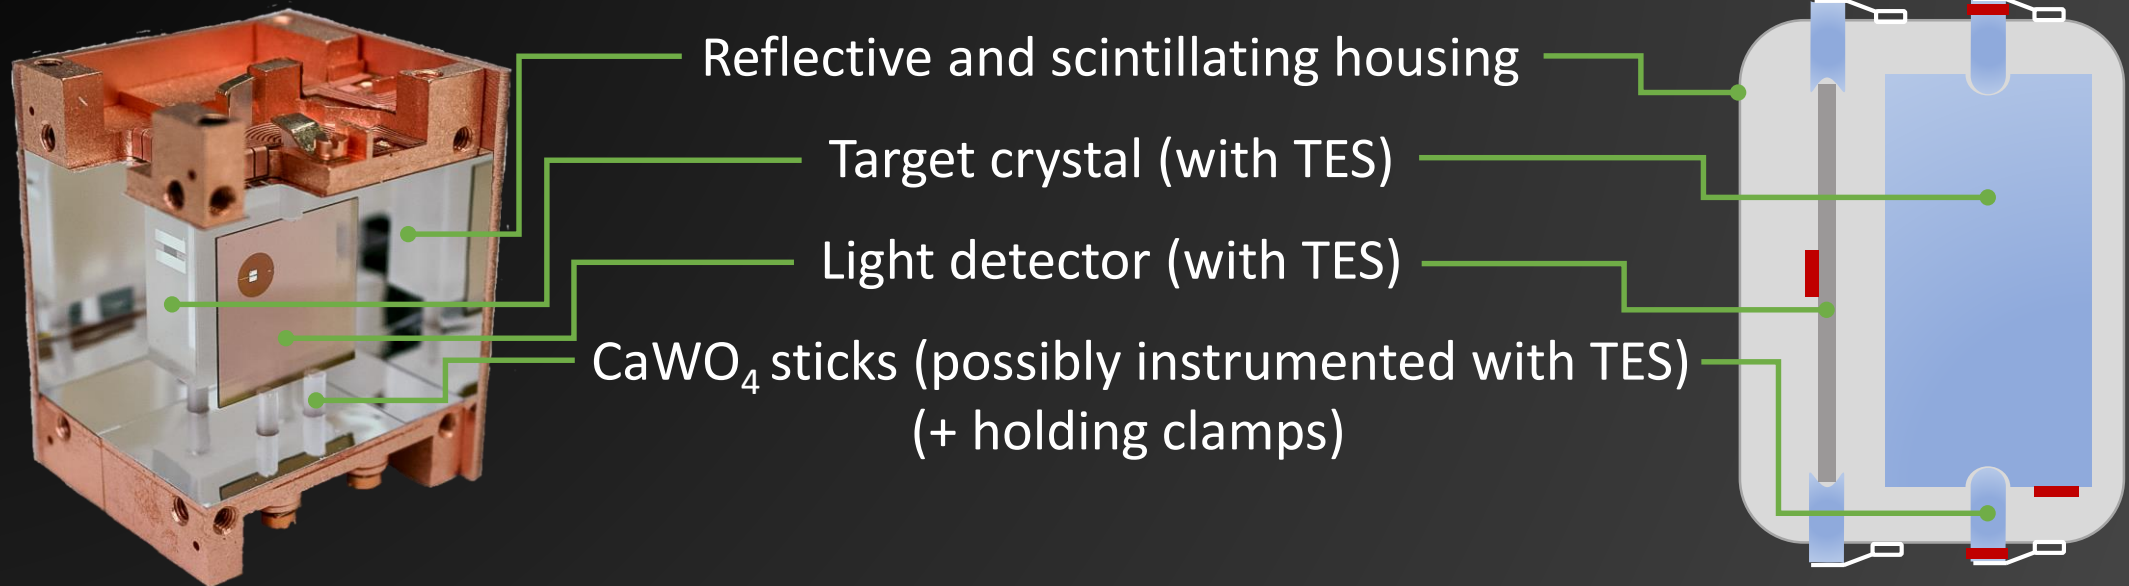 Reflective and scintillating housing
Target crystal (with TES)
Light detector (with TES)
CaWO₄ sticks (possibly instrumented with TES)
(+ holding clamps)